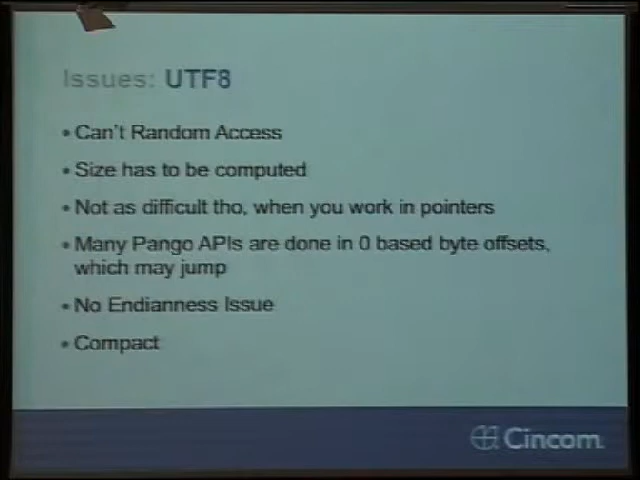 Issues: UTF8
• Can't Random Access
• Size has to be computed
• Not as difficult tho, when you work in pointers
• Many Pango APIs are done in 0 based byte offsets,
which may jump
• No Endianness Issue
• Compact
Cincom